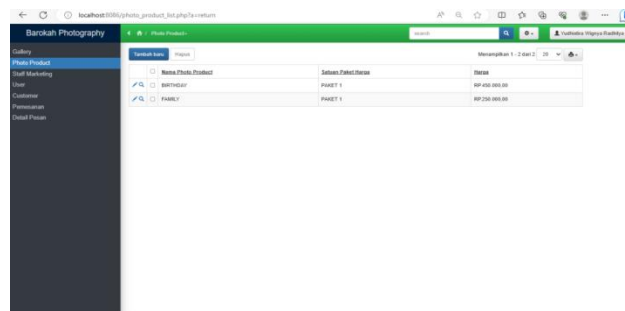 localhost:8086/photo_product_list.php?a=return
Barokah Photography
Photo Product
search
Yudhistira Wignya Radhitya
Gallery
Photo Product
Staff Marketing
User
Customer
Pemesanan
Detail Pesan
Tambah baru Hapus
Menampilkan 1 - 2 dari 2 20
Nama Photo Product Satuan Paket Harga Harga
BIRTHDAY PAKET 1 RP.450.000,00
FAMILY PAKET 1 RP.250.000,00